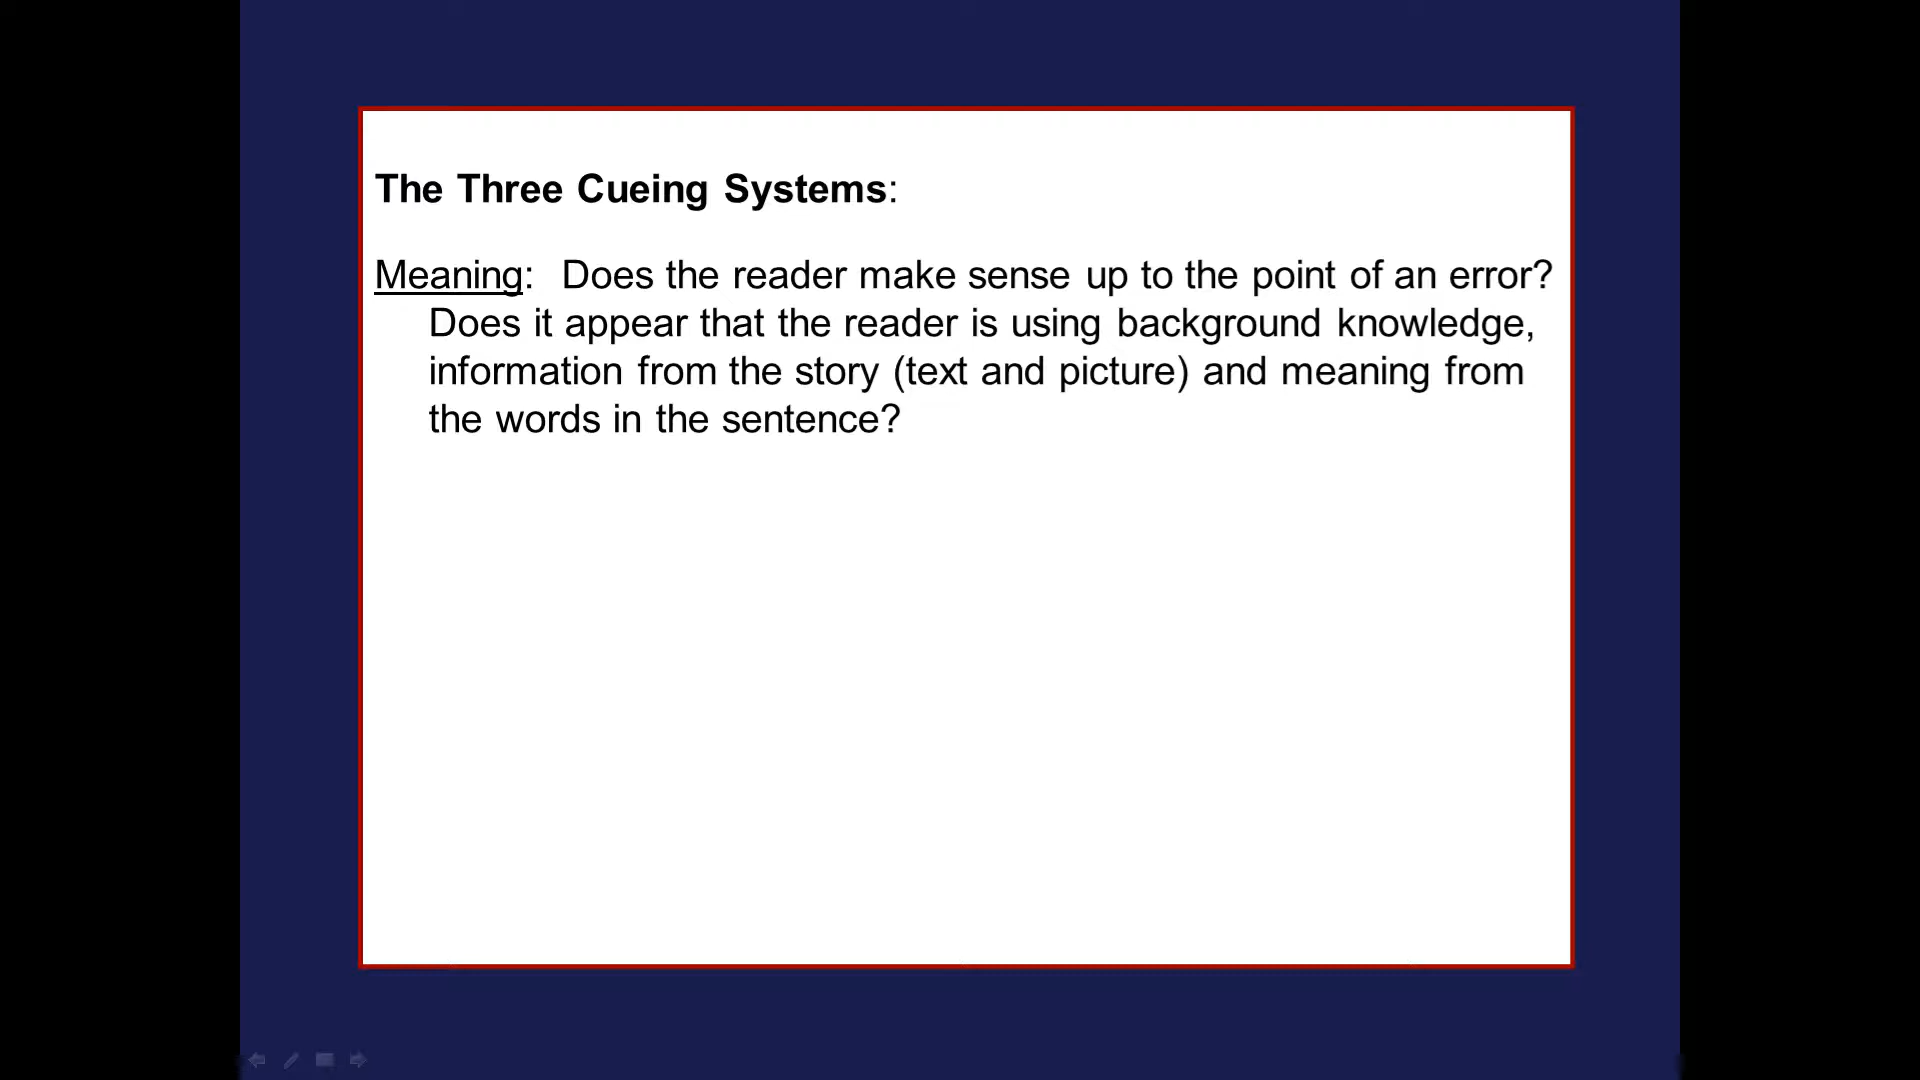 The Three Cueing Systems:
Meaning: Does the reader make sense up to the point of an error?
Does it appear that the reader is using background knowledge,
information from the story (text and picture) and meaning from
the words in the sentence?